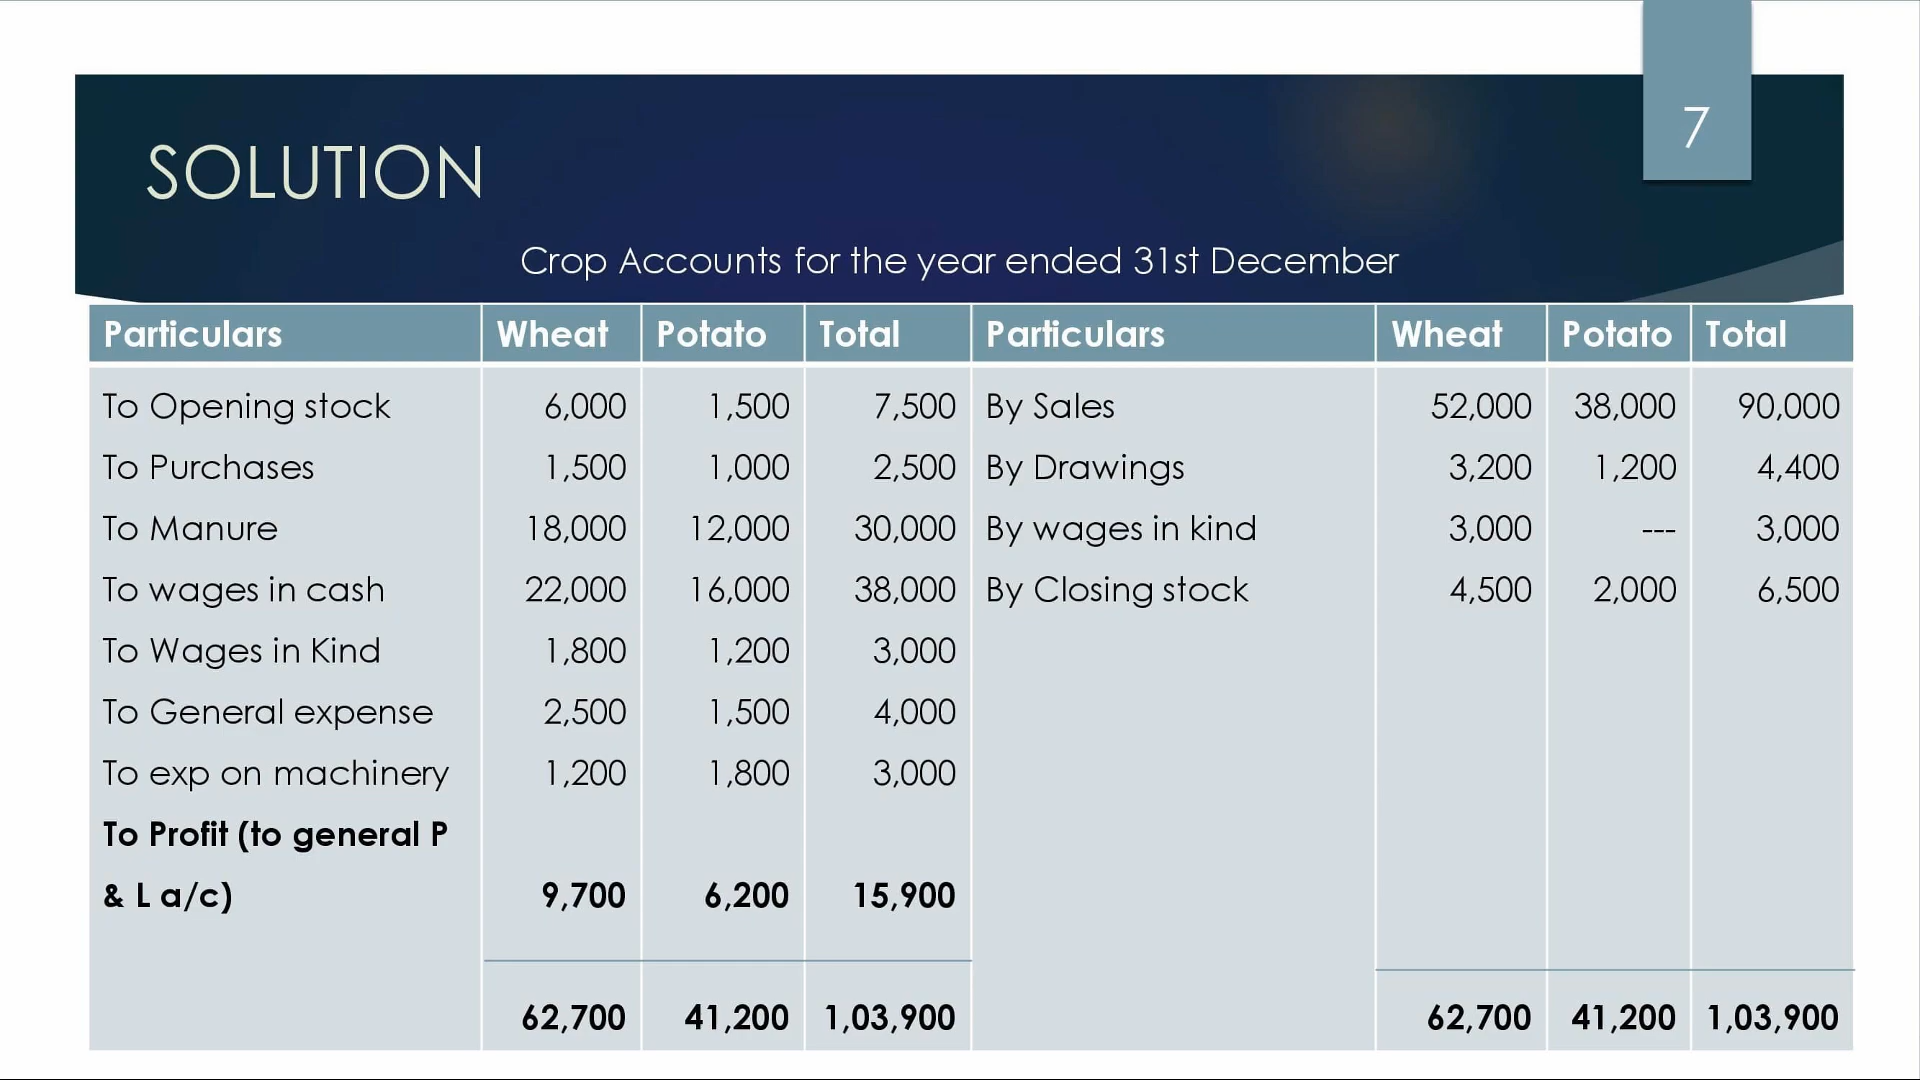 7
SOLUTION
Crop Accounts for the year ended 31st December
Particulars Wheat Potato Total Particulars Wheat Potato Total
To Opening stock 6,000 1,500 7,500 By Sales 52,000 38,000 90,000
To Purchases 1,500 1,000 2,500 By Drawings 3,200 1,200 4,400
To Manure 18,000 12,000 30,000 By wages in kind 3,000 --- 3,000
To wages in cash 22,000 16,000 38,000 By Closing stock 4,500 2,000 6,500
To Wages in Kind 1,800 1,200 3,000
To General expense 2,500 1,500 4,000
To exp on machinery 1,200 1,800 3,000
To Profit (to general P
& L a/c) 9,700 6,200 15,900
62,700 41,200 1,03,900 62,700 41,200 1,03,900